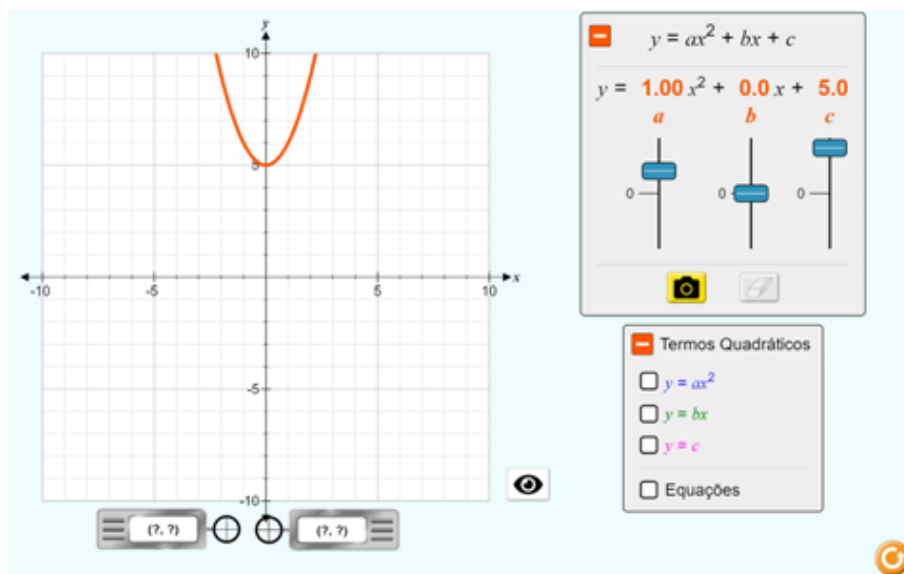 y
10
5
-10
-5
5
10
x
-5
-10
(?, ?)
(?, ?)
y = ax² + bx + c
y = 1.00 x² + 0.0 x + 5.0
a b c
0 0 0
Termos Quadráticos
y = ax²
y = bx
y = c
Equações